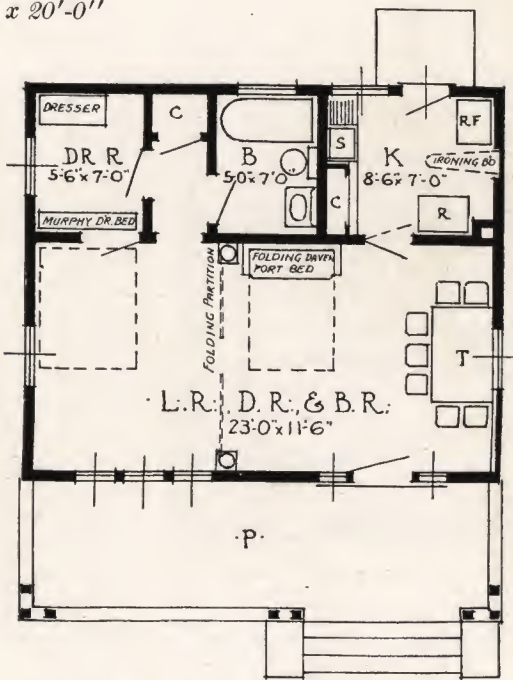 x 20'-0"
DRESSER
C
RF
DR R
5'-6"x 7'-0"
B
5'-0"x 7'-0"
S
K
8'-6"x 7'-0"
IRONING BD
C
MURPHY DR. BED
R
FOLDING DAVEN
PORT BED
FOLDING PARTITION
T
L. R., D. R., & B. R.
23'-0"x 11'-6"
P